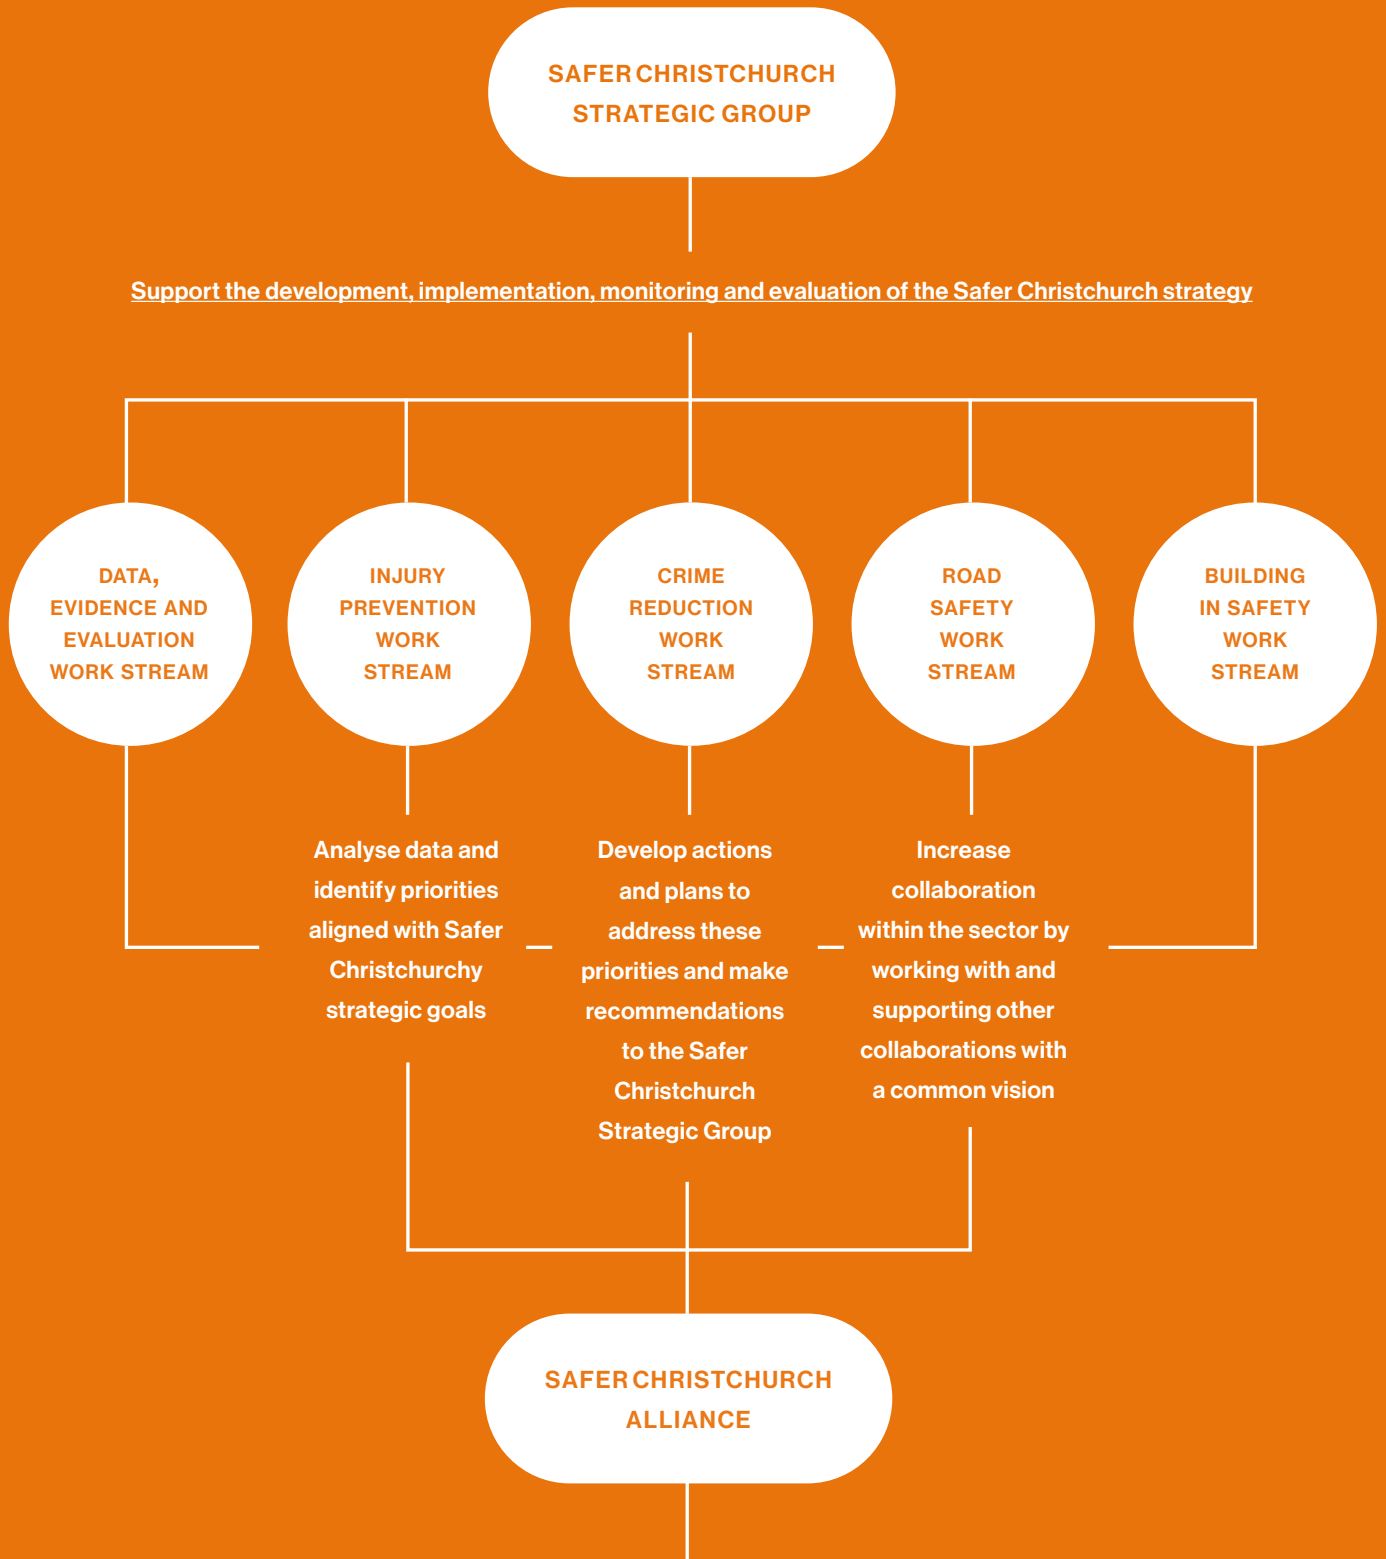 SAFER CHRISTCHURCH
STRATEGIC GROUP
Support the development, implementation, monitoring and evaluation of the Safer Christchurch strategy
DATA,
EVIDENCE AND
EVALUATION
WORK STREAM
INJURY
PREVENTION
WORK
STREAM
CRIME
REDUCTION
WORK
STREAM
ROAD
SAFETY
WORK
STREAM
BUILDING
IN SAFETY
WORK
STREAM
Analyse data and
identify priorities
aligned with Safer
Christchurchy
strategic goals
Develop actions
and plans to
address these
priorities and make
recommendations
to the Safer
Christchurch
Strategic Group
Increase
collaboration
within the sector by
working with and
supporting other
collaborations with
a common vision
SAFER CHRISTCHURCH
ALLIANCE